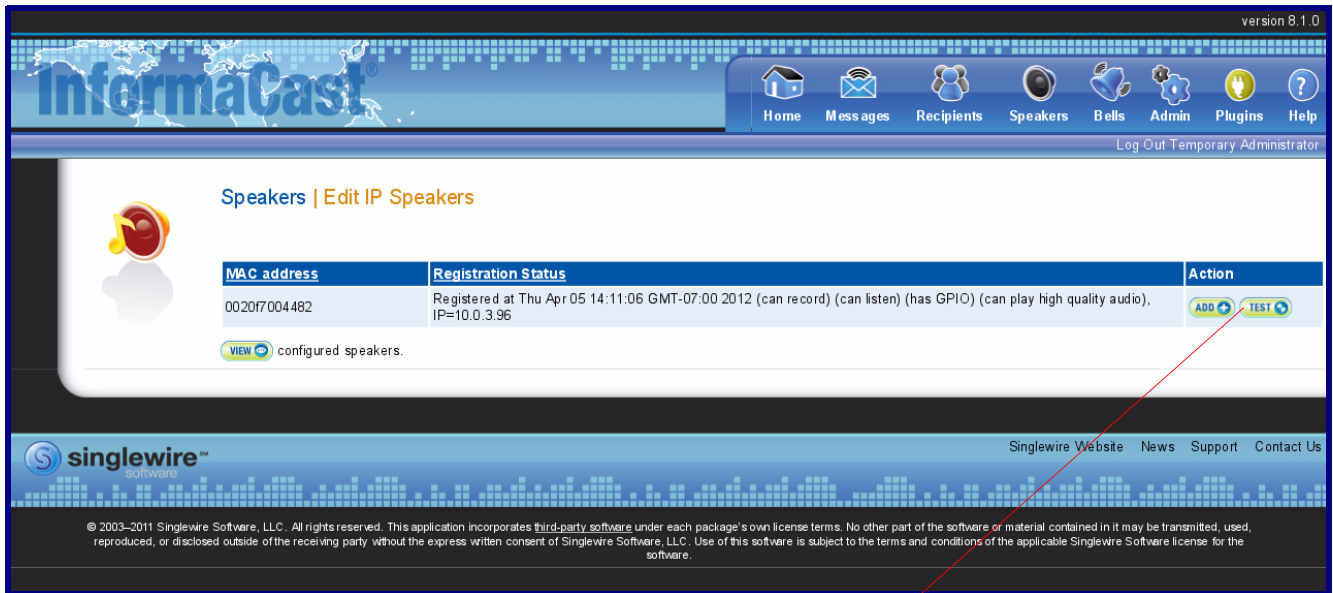 version 8.1.0
InformaCast®
Home Messages Recipients Speakers Bells Admin Plugins Help
Log Out Temporary Administrator
Speakers | Edit IP Speakers
MAC address Registration Status Action
0020f7004482 Registered at Thu Apr 05 14:11:06 GMT-07:00 2012 (can record) (can listen) (has GPIO) (can play high quality audio), IP=10.0.3.96 ADD TEST
VIEW configured speakers.
singlewire™
software
Singlewire Website News Support Contact Us
© 2003–2011 Singlewire Software, LLC. All rights reserved. This application incorporates third-party software under each package's own license terms. No other part of the software or material contained in it may be transmitted, used,
reproduced, or disclosed outside of the receiving party without the express written consent of Singlewire Software, LLC. Use of this software is subject to the terms and conditions of the applicable Singlewire Software license for the
software.